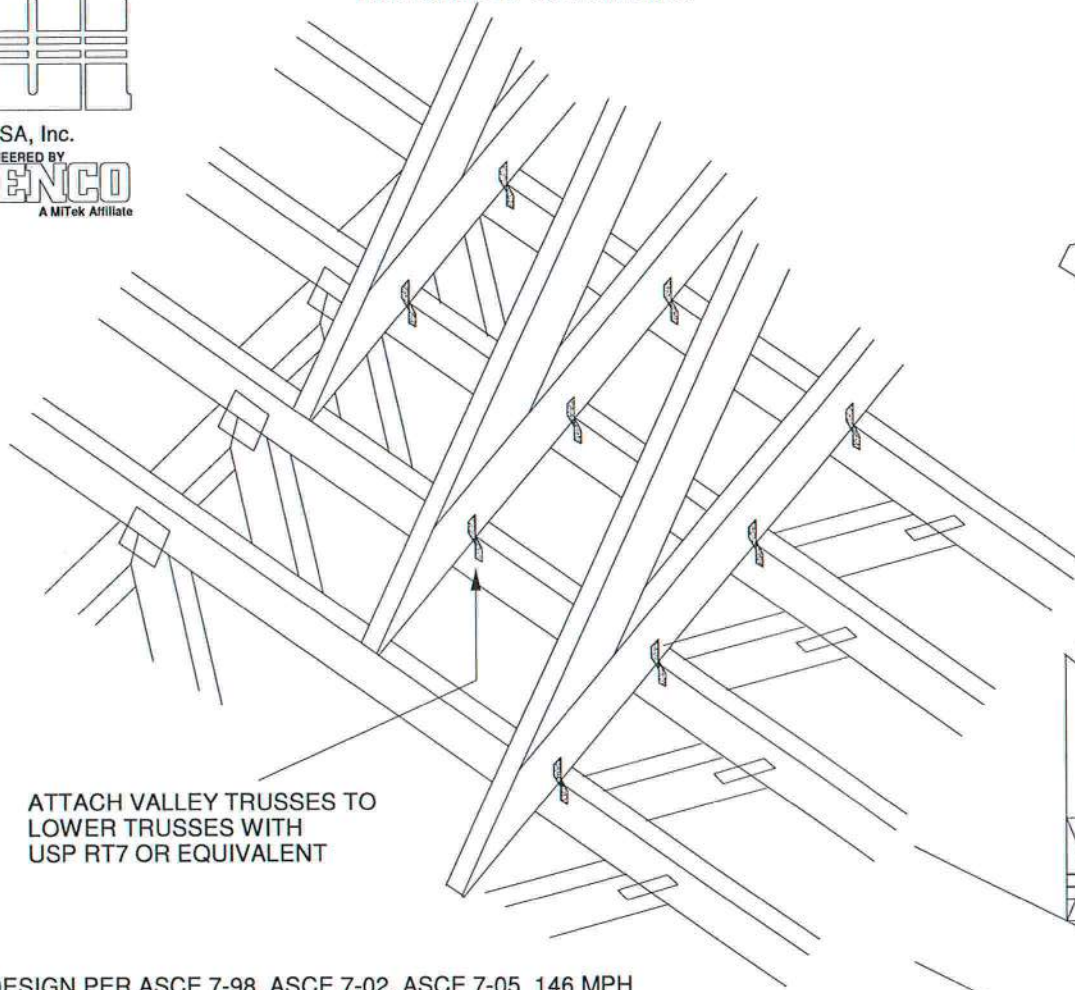 SA, Inc.
EERED BY
ENCO
A MiTek Affiliate
ATTACH VALLEY TRUSSES TO
LOWER TRUSSES WITH
USP RT7 OR EQUIVALENT
DESIGN PER ASCE 7-98, ASCE 7-02, ASCE 7-05 146 MPH